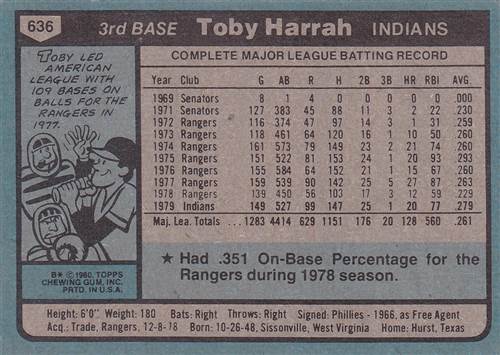 636 3rd BASE Toby Harrah INDIANS
TOBY LED
AMERICAN
LEAGUE WITH
109 BASES ON
BALLS FOR THE
RANGERS IN
1977.
B* © 1980, TOPPS
CHEWING GUM, INC.
PRTD. IN U.S.A.
COMPLETE MAJOR LEAGUE BATTING RECORD
Year Club G AB R H 2B 3B HR RBI AVG.
1969 Senators 8 1 4 0 0 0 0 0 .000
1971 Senators 127 383 45 88 11 3 2 22 .230
1972 Rangers 116 374 47 97 14 3 1 31 .259
1973 Rangers 118 461 64 120 16 1 10 50 .260
1974 Rangers 161 573 79 149 23 2 21 74 .260
1975 Rangers 151 522 81 153 24 1 20 93 .293
1976 Rangers 155 584 64 152 21 1 15 67 .260
1977 Rangers 159 539 90 142 25 5 27 87 .263
1978 Rangers 139 450 56 103 17 3 12 59 .229
1979 Indians 149 527 99 147 25 1 20 77 .279
Maj. Lea. Totals 1283 4414 629 1151 176 20 128 560 .261
★ Had .351 On-Base Percentage for the
Rangers during 1978 season.
Height: 6'0" Weight: 180 Bats: Right Throws: Right Signed: Phillies - 1966, as Free Agent
Acq.: Trade, Rangers, 12-8-78 Born: 10-26-48, Sissonville, West Virginia Home: Hurst, Texas